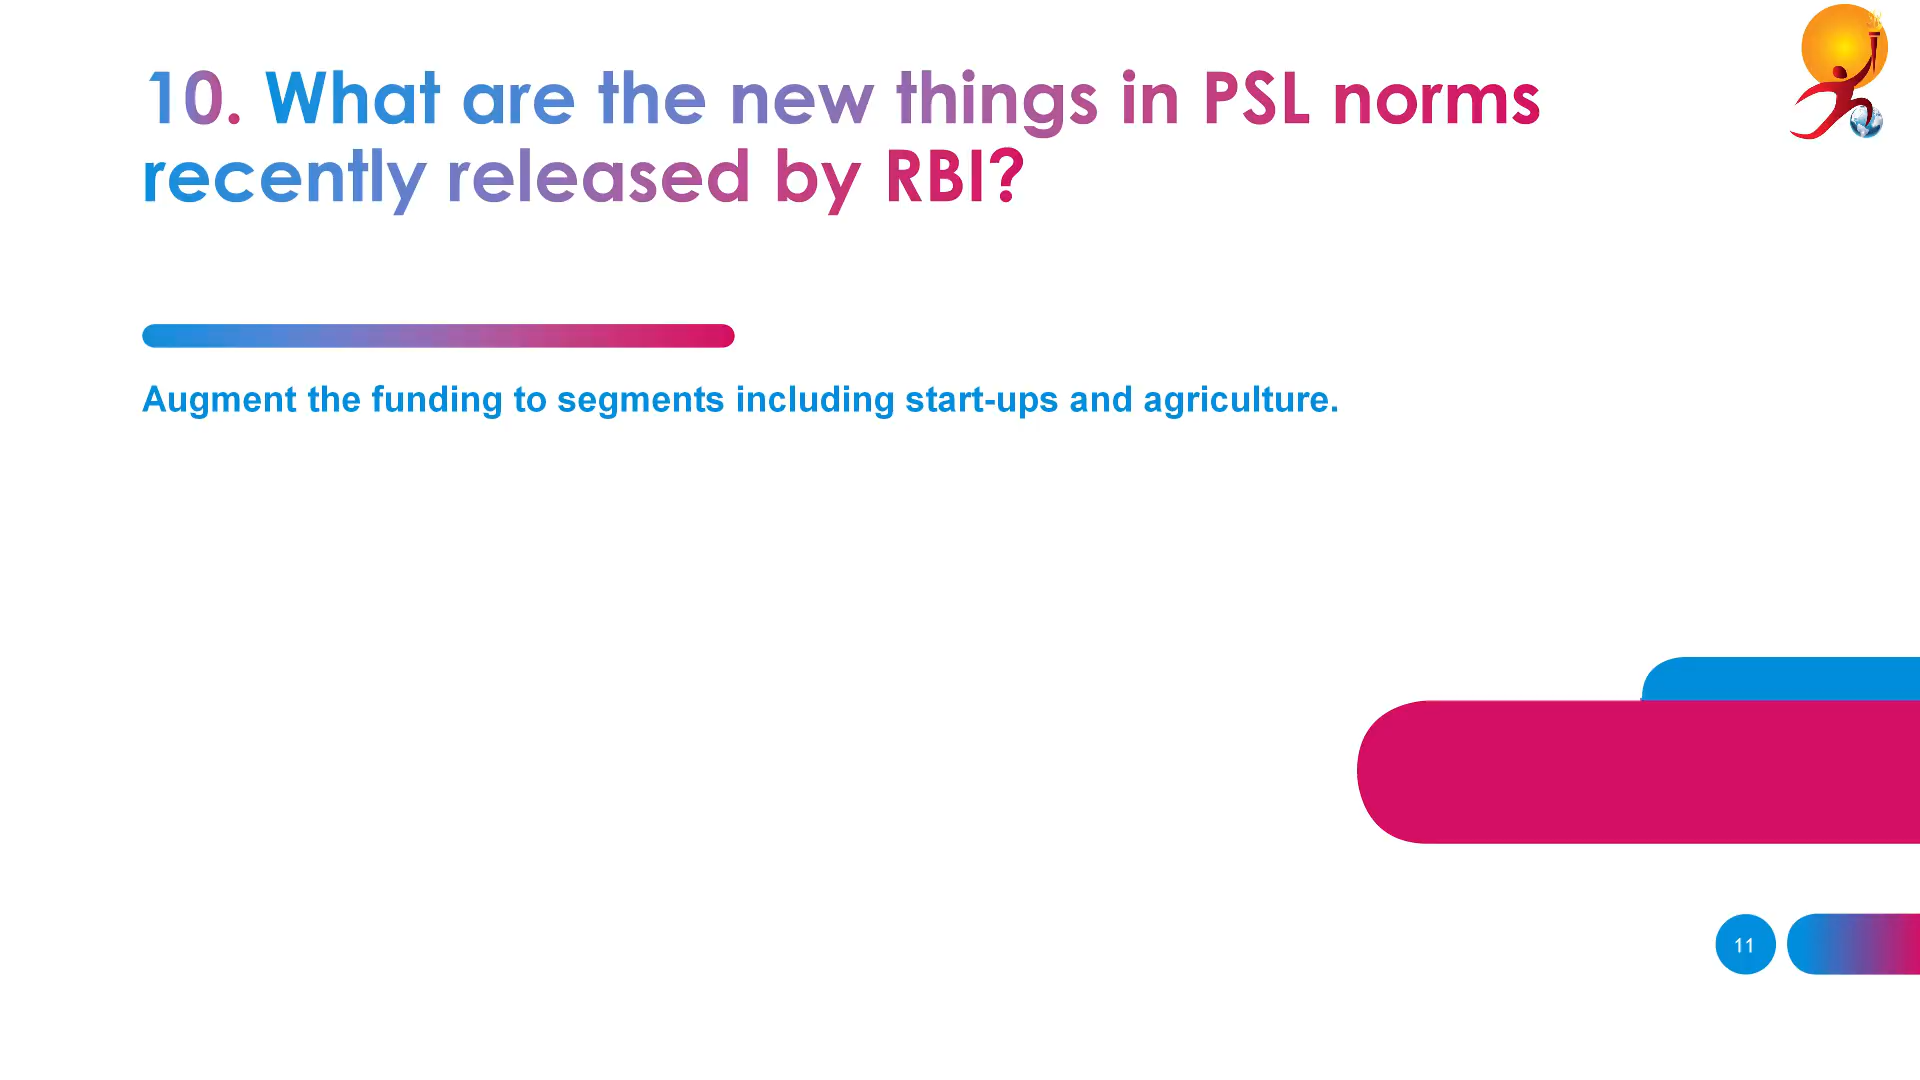 10. What are the new things in PSL norms
recently released by RBI?
Augment the funding to segments including start-ups and agriculture.
11